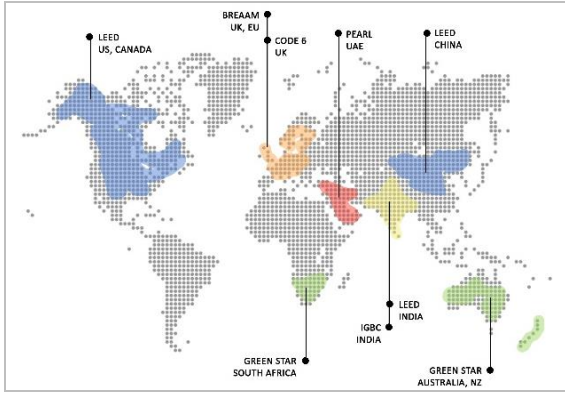 BREAAM
UK, EU
LEED
US, CANADA
CODE 6
UK
PEARL
UAE
LEED
CHINA
LEED
INDIA
IGBC
INDIA
GREEN STAR
SOUTH AFRICA
GREEN STAR
AUSTRALIA, NZ